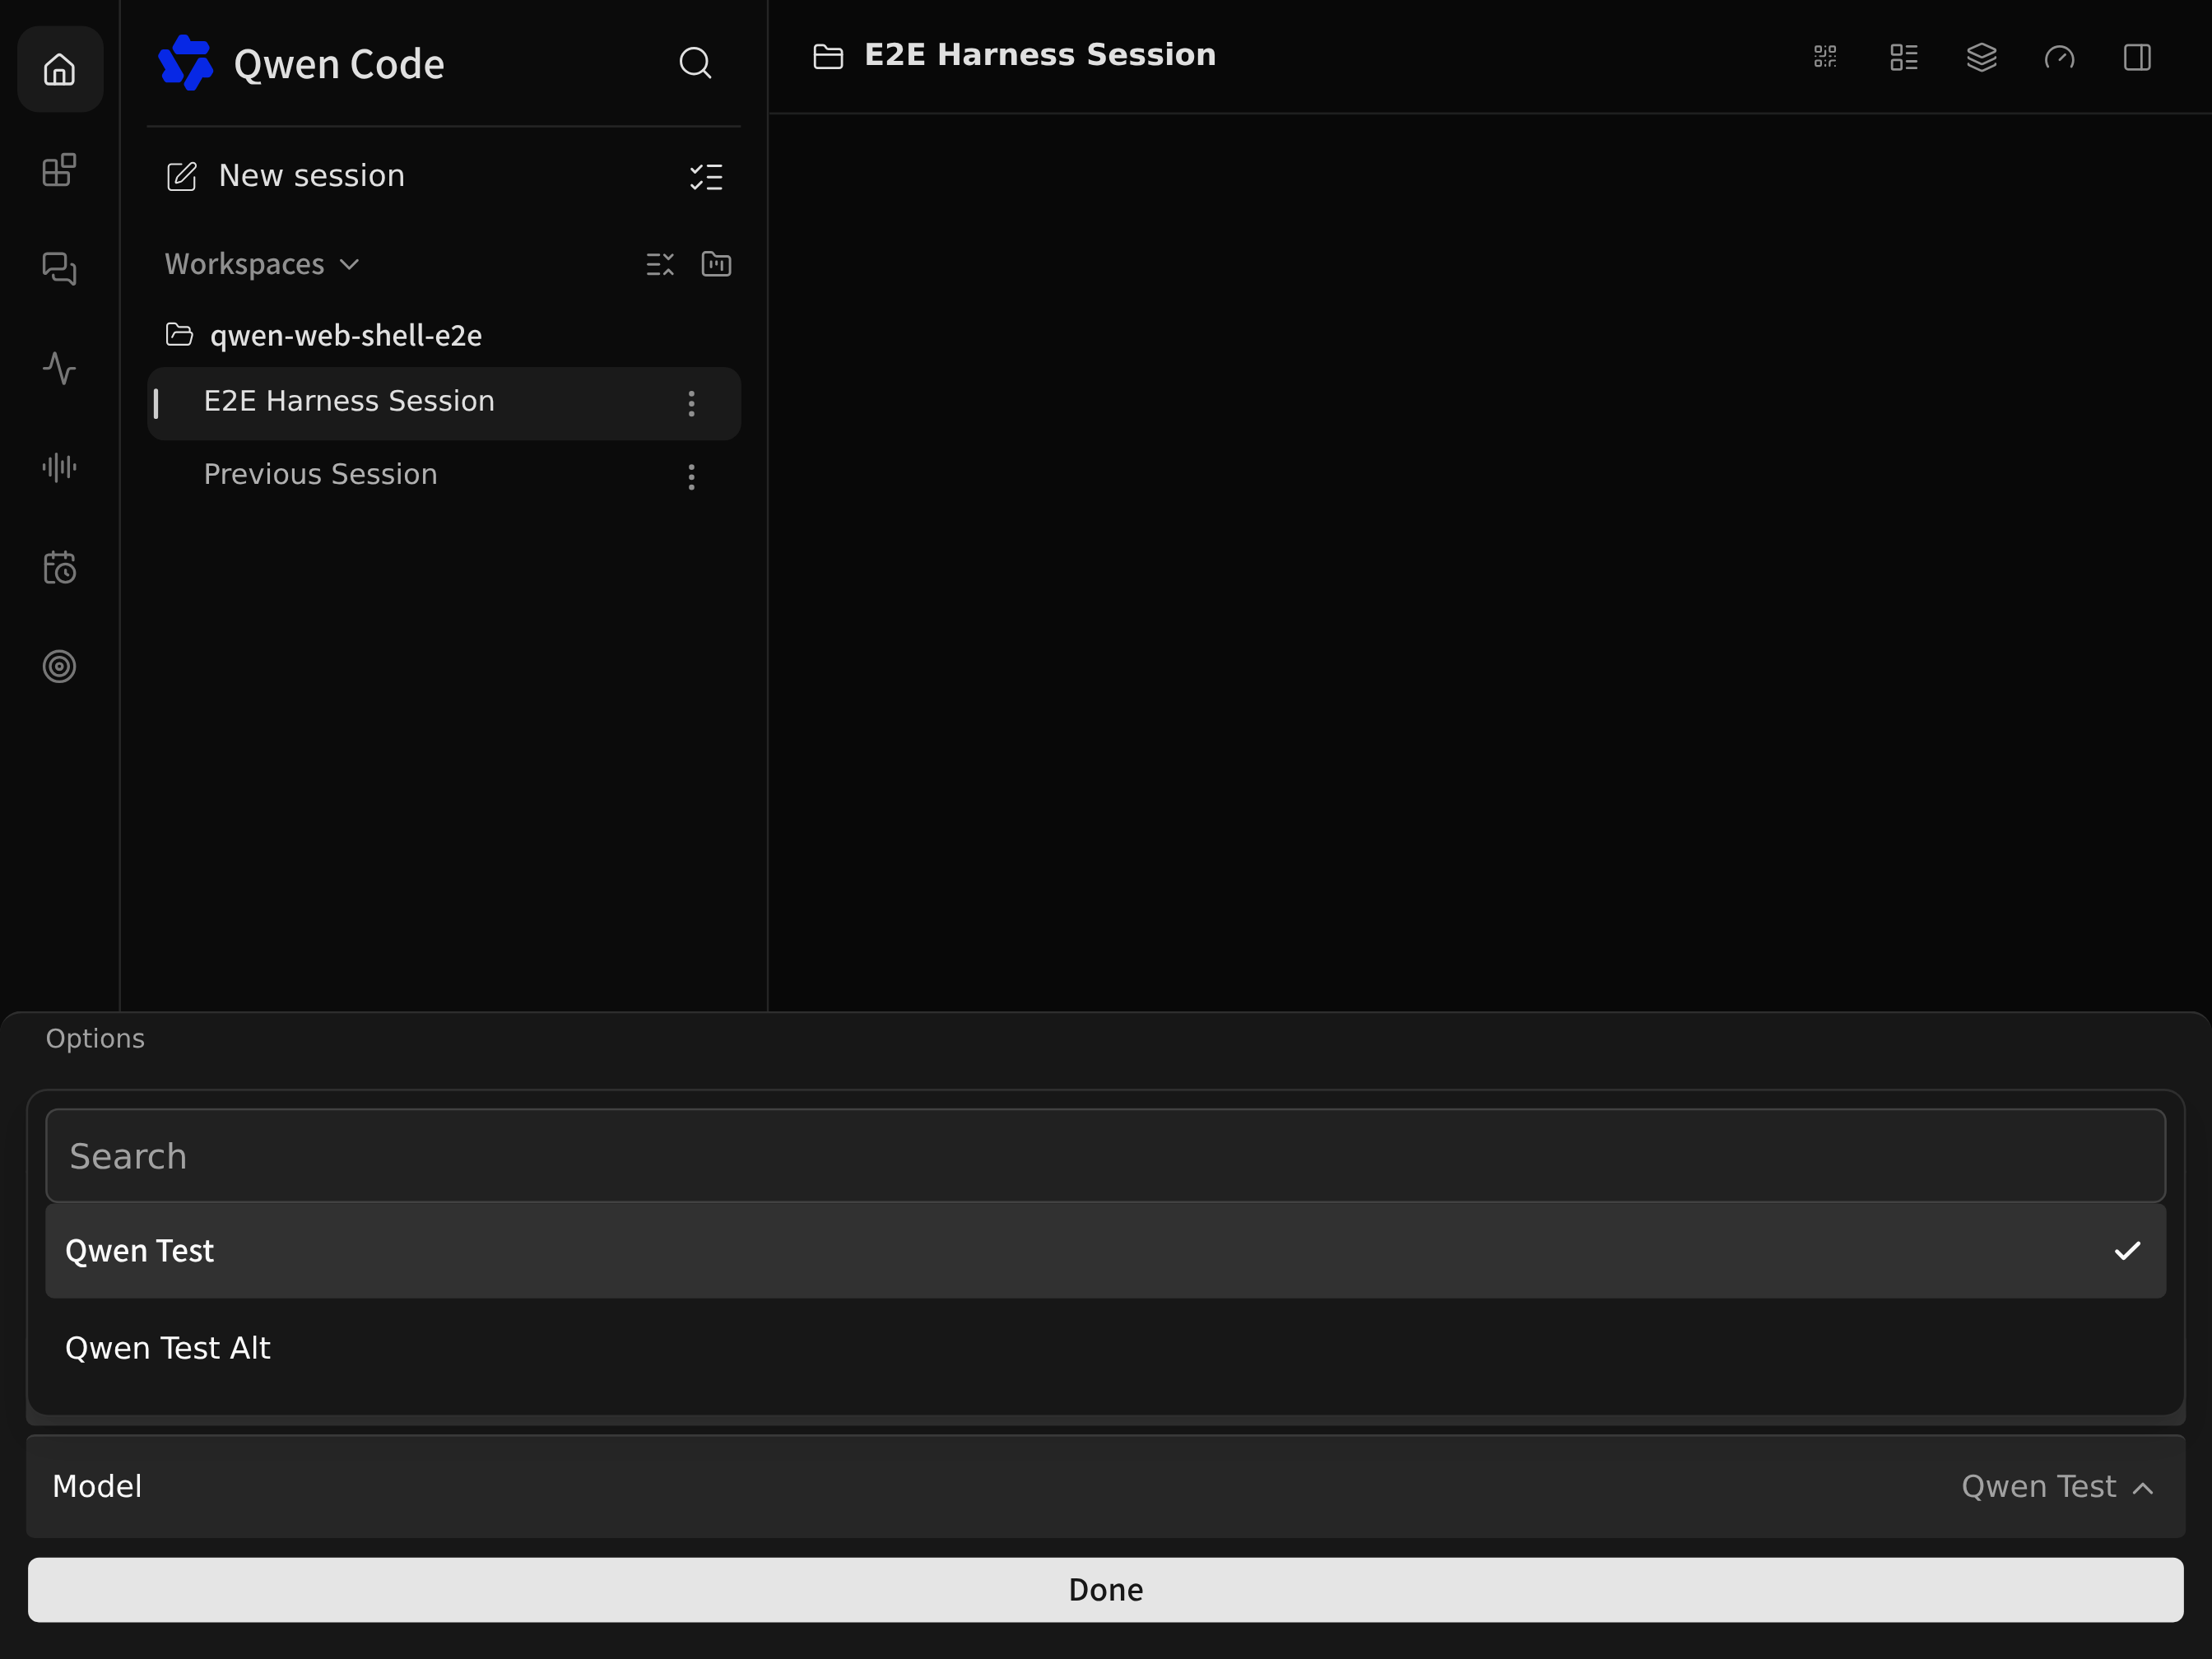 Qwen Code
New session
Workspaces
qwen-web-shell-e2e
E2E Harness Session
Previous Session
E2E Harness Session
Options
Search
Qwen Test
Qwen Test Alt
Model
Qwen Test
Done